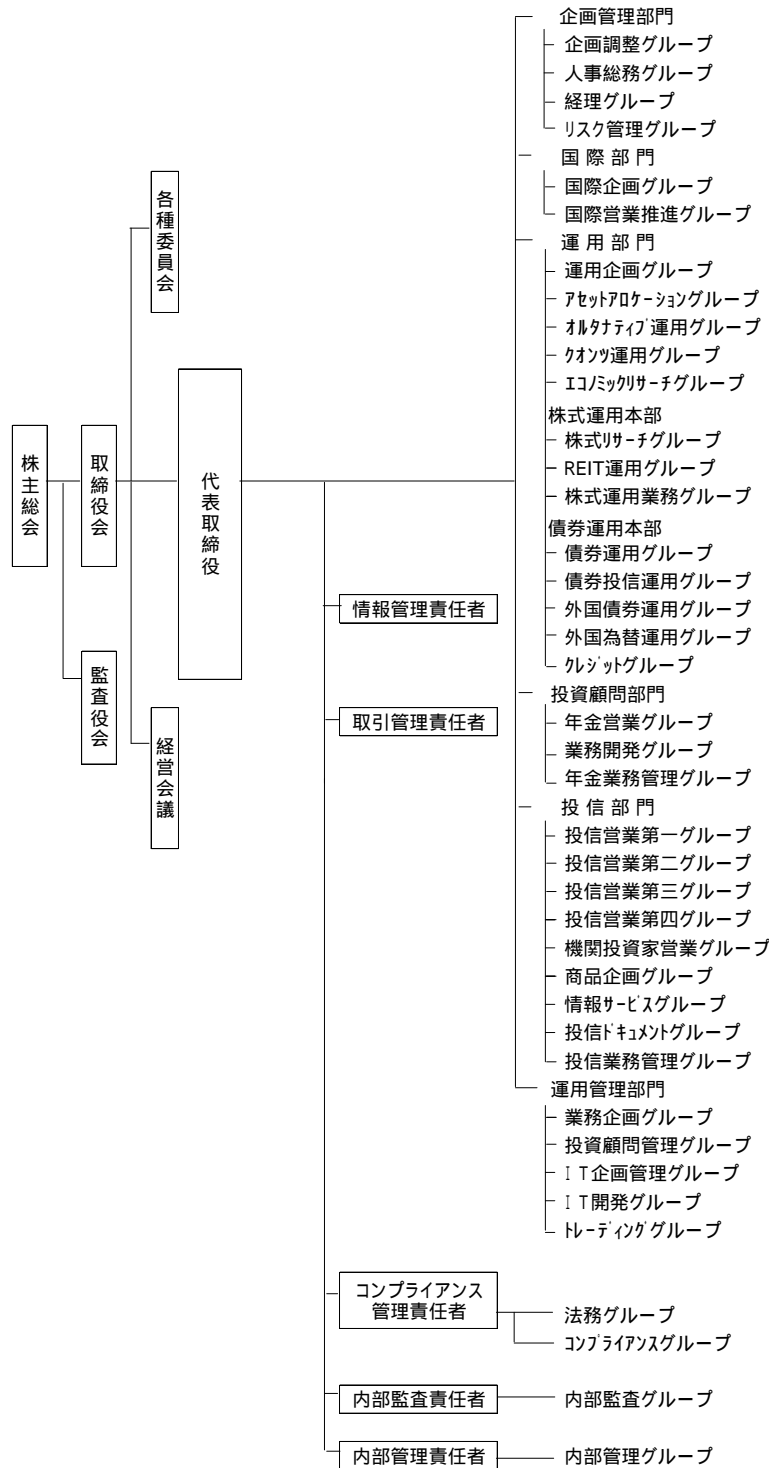 株主総会
取締役会
監査役会
各種委員会
代表取締役
経営会議
情報管理責任者
取引管理責任者
コンプライアンス
管理責任者
内部監査責任者
内部管理責任者
企画管理部門
企画調整グループ
人事総務グループ
経理グループ
ﾘｽｸ管理グループ
国 際 部 門
国際企画グループ
国際営業推進グループ
運 用 部 門
運用企画グループ
ｱｾｯﾄｱﾛｹｰｼｮﾝグループ
ｵﾙﾀﾅﾃｨﾌﾞ運用グループ
ｸｵﾝﾂ運用グループ
ｴｺﾉﾐｯｸﾘｻｰﾁグループ
株式運用本部
株式ﾘｻｰﾁグループ
REIT運用グループ
株式運用業務グループ
債券運用本部
債券運用グループ
債券投信運用グループ
外国債券運用グループ
外国為替運用グループ
ｸﾚｼﾞｯﾄグループ
投資顧問部門
年金営業グループ
業務開発グループ
年金業務管理グループ
投 信 部 門
投信営業第一グループ
投信営業第二グループ
投信営業第三グループ
投信営業第四グループ
機関投資家営業グループ
商品企画グループ
情報ｻｰﾋﾞｽグループ
投信ﾄﾞｷｭﾒﾝﾄグループ
投信業務管理グループ
運用管理部門
業務企画グループ
投資顧問管理グループ
ＩＴ企画管理グループ
ＩＴ開発グループ
ﾄﾚｰﾃﾞｨﾝｸﾞグループ
法務グループ
ｺﾝﾌﾟﾗｲｱﾝｽグループ
内部監査グループ
内部管理グループ